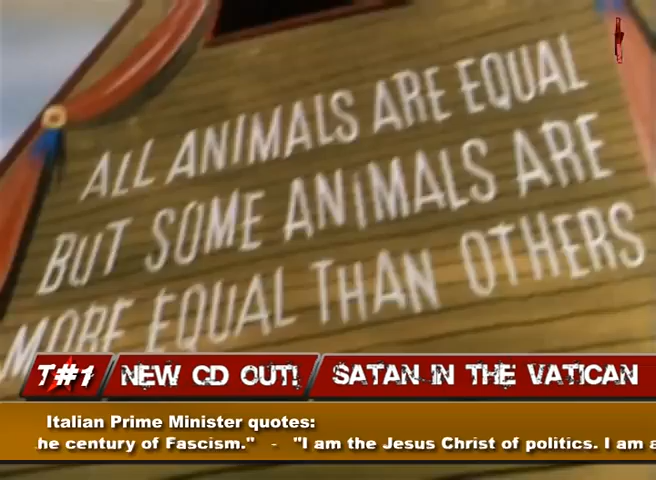 ALL ANIMALS ARE EQUAL
BUT SOME ANIMALS ARE
MORE EQUAL THAN OTHERS
T#1 NEW CD OUT! SATAN IN THE VATICAN
Italian Prime Minister quotes:
he century of Fascism." - "I am the Jesus Christ of politics. I am a